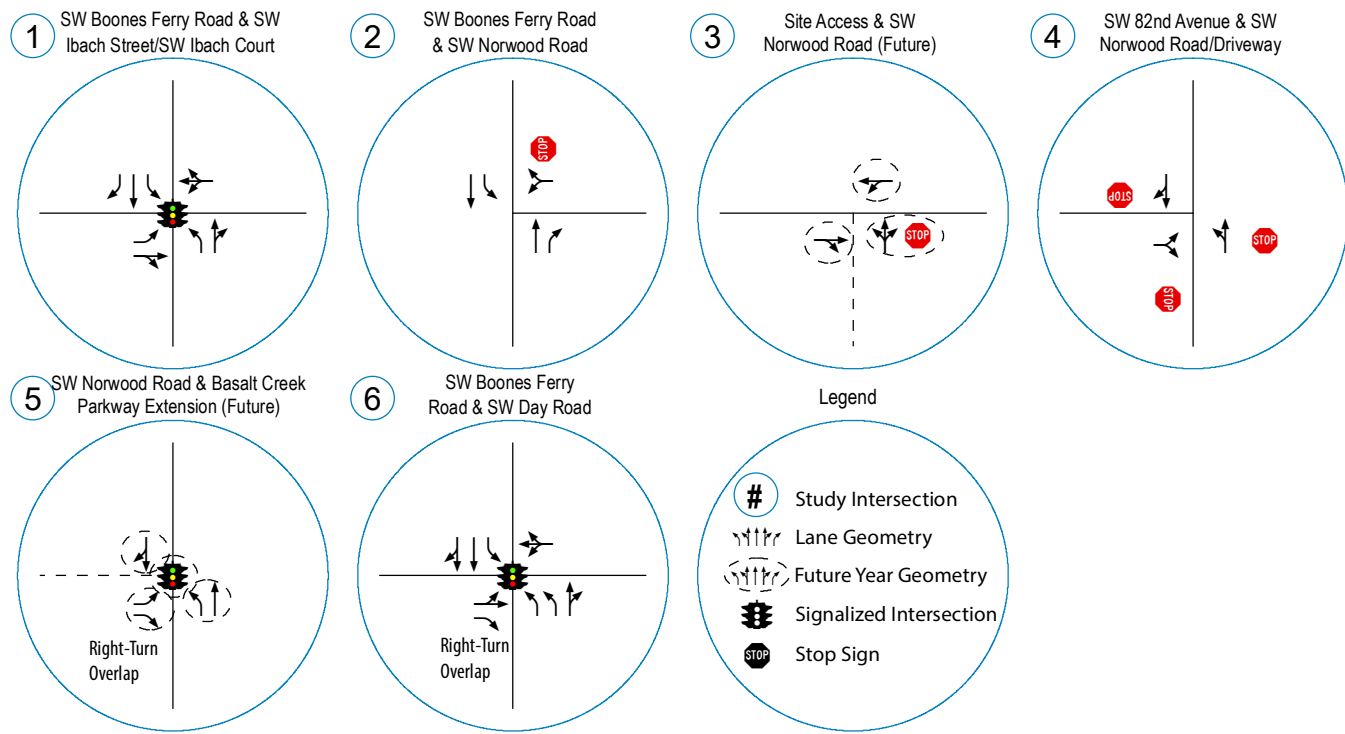 1
SW Boones Ferry Road & SW
Ibach Street/SW Ibach Court
2
SW Boones Ferry Road
& SW Norwood Road
STOP
3
Site Access & SW
Norwood Road (Future)
STOP
4
SW 82nd Avenue & SW
Norwood Road/Driveway
STOP
STOP
STOP
5
SW Norwood Road & Basalt Creek
Parkway Extension (Future)
Right-Turn
Overlap
6
SW Boones Ferry
Road & SW Day Road
Right-Turn
Overlap
Legend
# Study Intersection
Lane Geometry
Future Year Geometry
Signalized Intersection
STOP Stop Sign